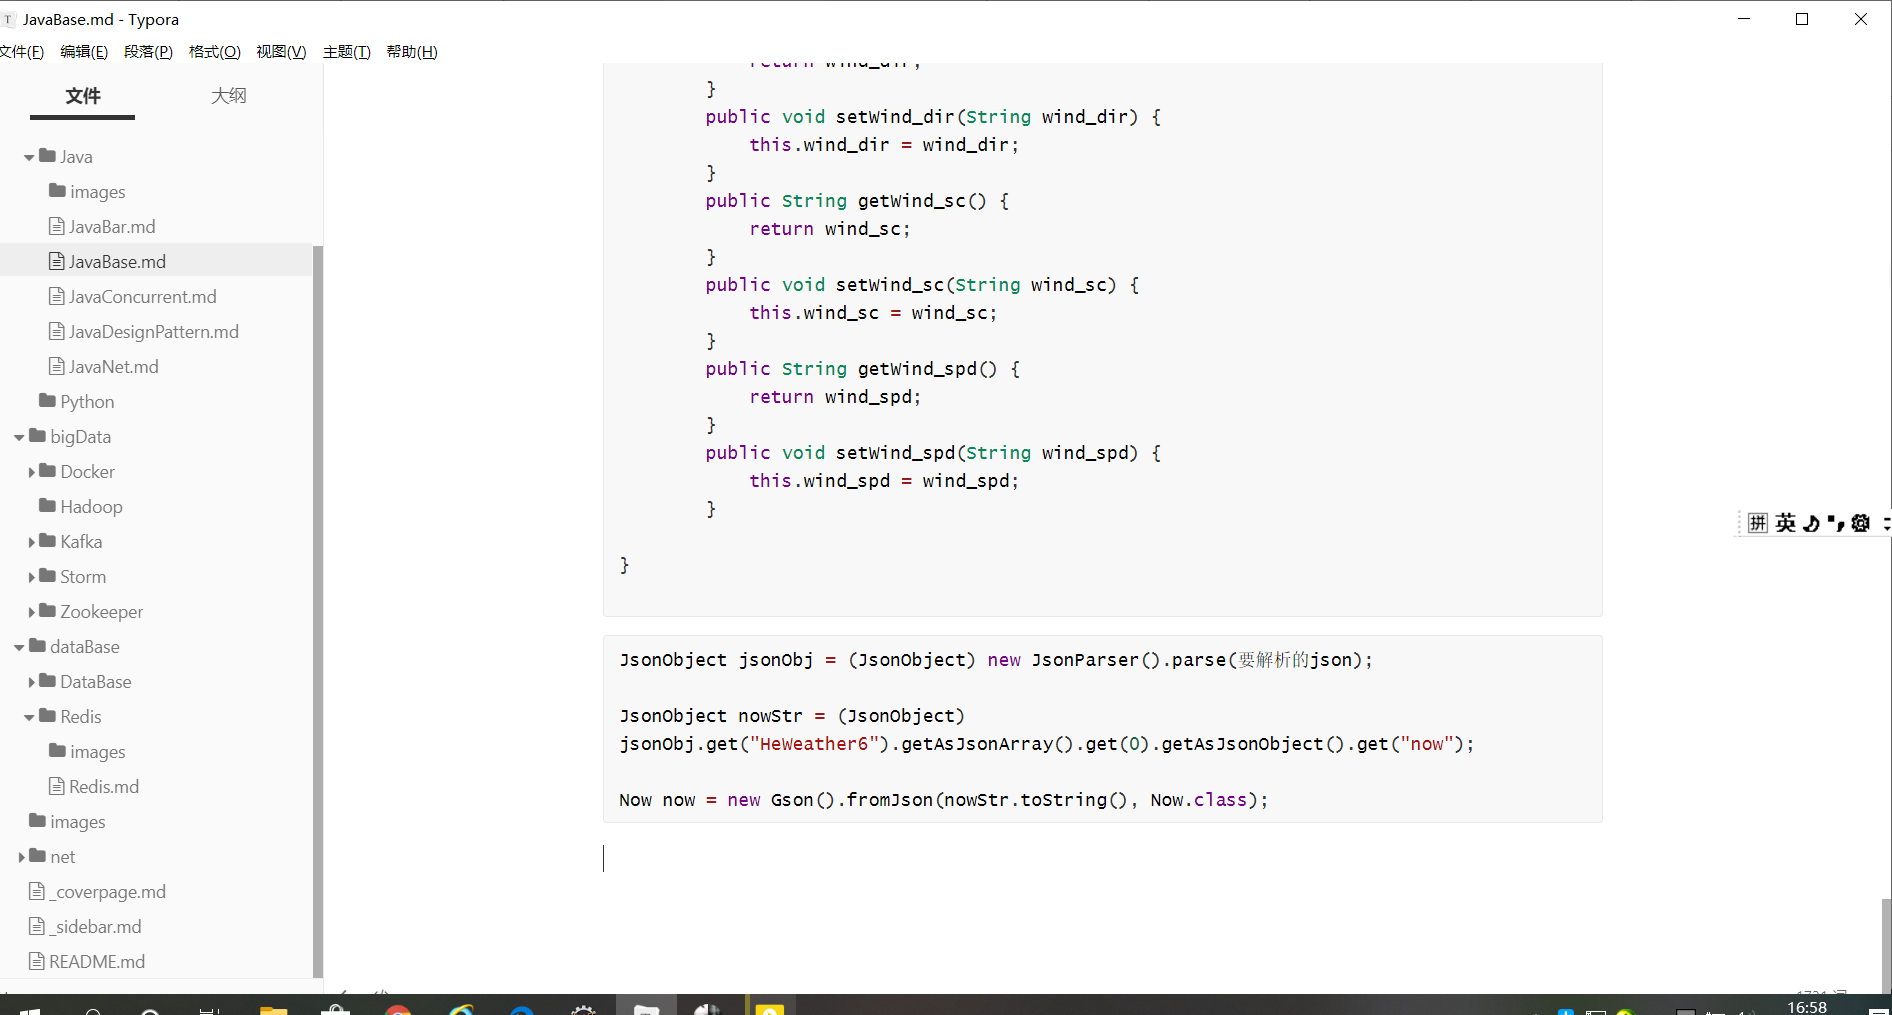 JavaBase.md - Typora
文件(F) 编辑(E) 段落(P) 格式(O) 视图(V) 主题(T) 帮助(H)
文件 大纲
Java
images
JavaBar.md
JavaBase.md
JavaConcurrent.md
JavaDesignPattern.md
JavaNet.md
Python
bigData
Docker
Hadoop
Kafka
Storm
Zookeeper
dataBase
DataBase
Redis
images
Redis.md
images
net
_coverpage.md
_sidebar.md
README.md
return wind_dir;
}
public void setWind_dir(String wind_dir) {
this.wind_dir = wind_dir;
}
public String getWind_sc() {
return wind_sc;
}
public void setWind_sc(String wind_sc) {
this.wind_sc = wind_sc;
}
public String getWind_spd() {
return wind_spd;
}
public void setWind_spd(String wind_spd) {
this.wind_spd = wind_spd;
}
}
JsonObject jsonObj = (JsonObject) new JsonParser().parse(要解析的json);
JsonObject nowStr = (JsonObject)
jsonObj.get("HeWeather6").getAsJsonArray().get(0).getAsJsonObject().get("now");
Now now = new Gson().fromJson(nowStr.toString(), Now.class);
拼 英
16:58